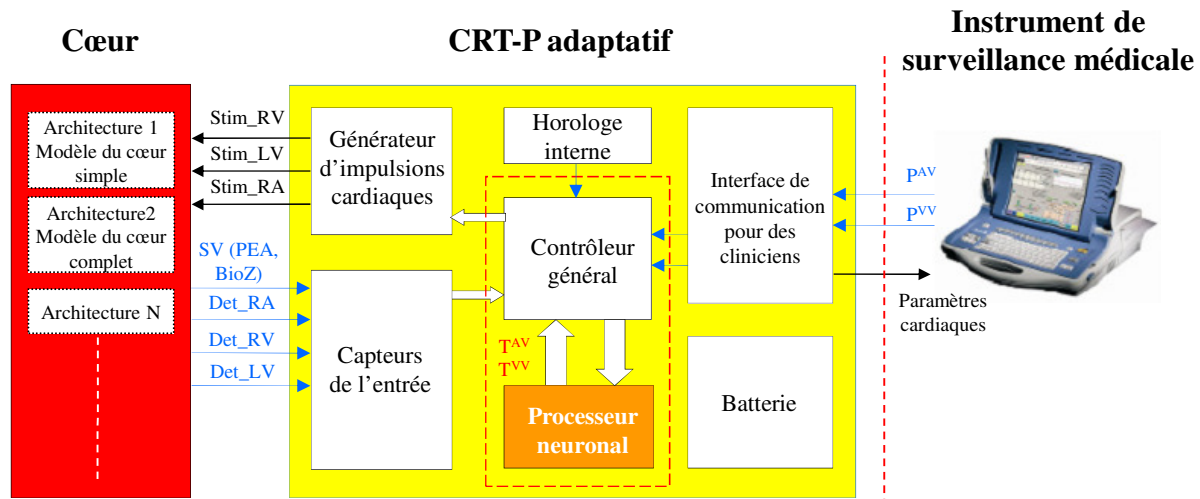 Cœur
CRT-P adaptatif
Instrument de
surveillance médicale
Architecture 1
Modèle du cœur
simple
Architecture2
Modèle du cœur
complet
Architecture N
Stim_RV
Stim_LV
Stim_RA
SV (PEA,
BioZ)
Det_RA
Det_RV
Det_LV
Générateur
d’impulsions
cardiaques
Capteurs
de l’entrée
Horologe
interne
Contrôleur
général
TAV
TVV
Processeur
neuronal
Interface de
communication
pour des
cliniciens
Batterie
PAV
PVV
Paramètres
cardiaques